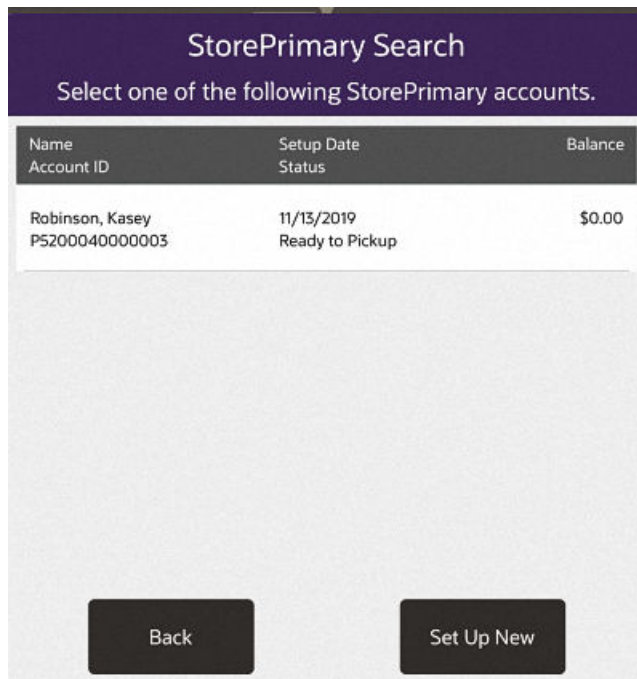 StorePrimary Search
Select one of the following StorePrimary accounts.
Name Setup Date Balance
Account ID Status
Robinson, Kasey 11/13/2019 $0.00
PS200040000003 Ready to Pickup
Back Set Up New